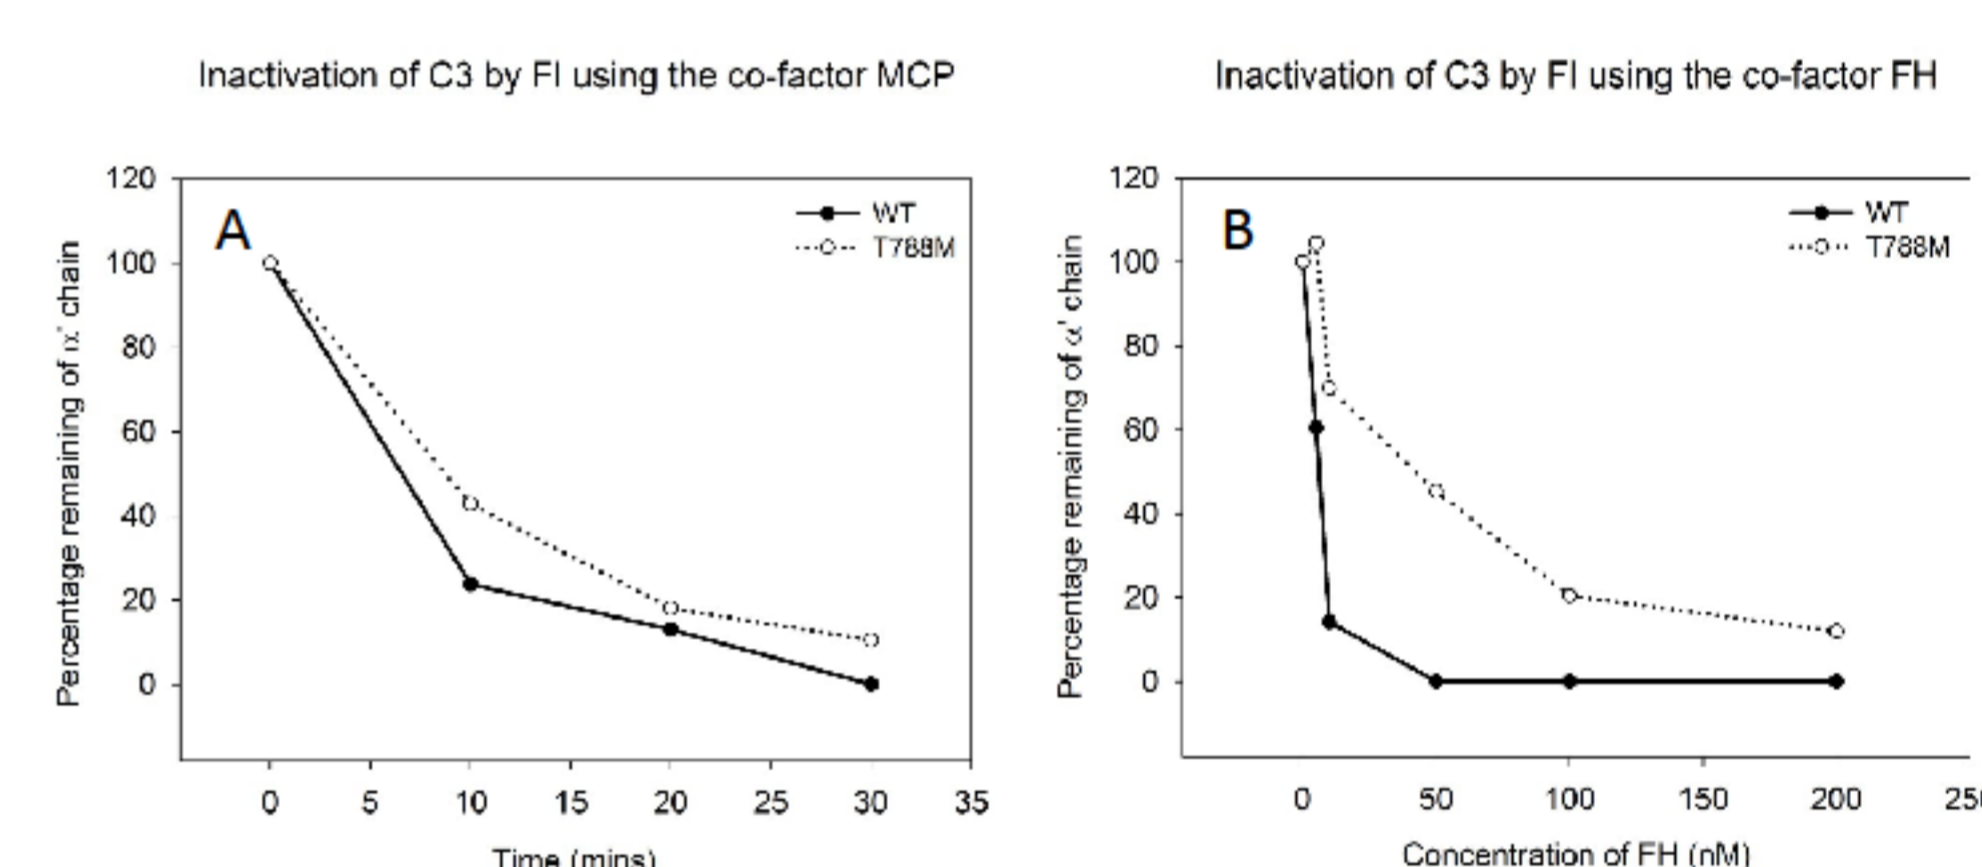 Inactivation of C3 by FI using the co-factor MCP
120
100
80
60
40
20
0
A
WT
T788M
Percentage remaining of α' chain
0 5 10 15 20 25 30 35
Time (mins)
Inactivation of C3 by FI using the co-factor FH
120
100
80
60
40
20
0
B
WT
T788M
Percentage remaining of α' chain
0 50 100 150 200
Concentration of FH (nM)